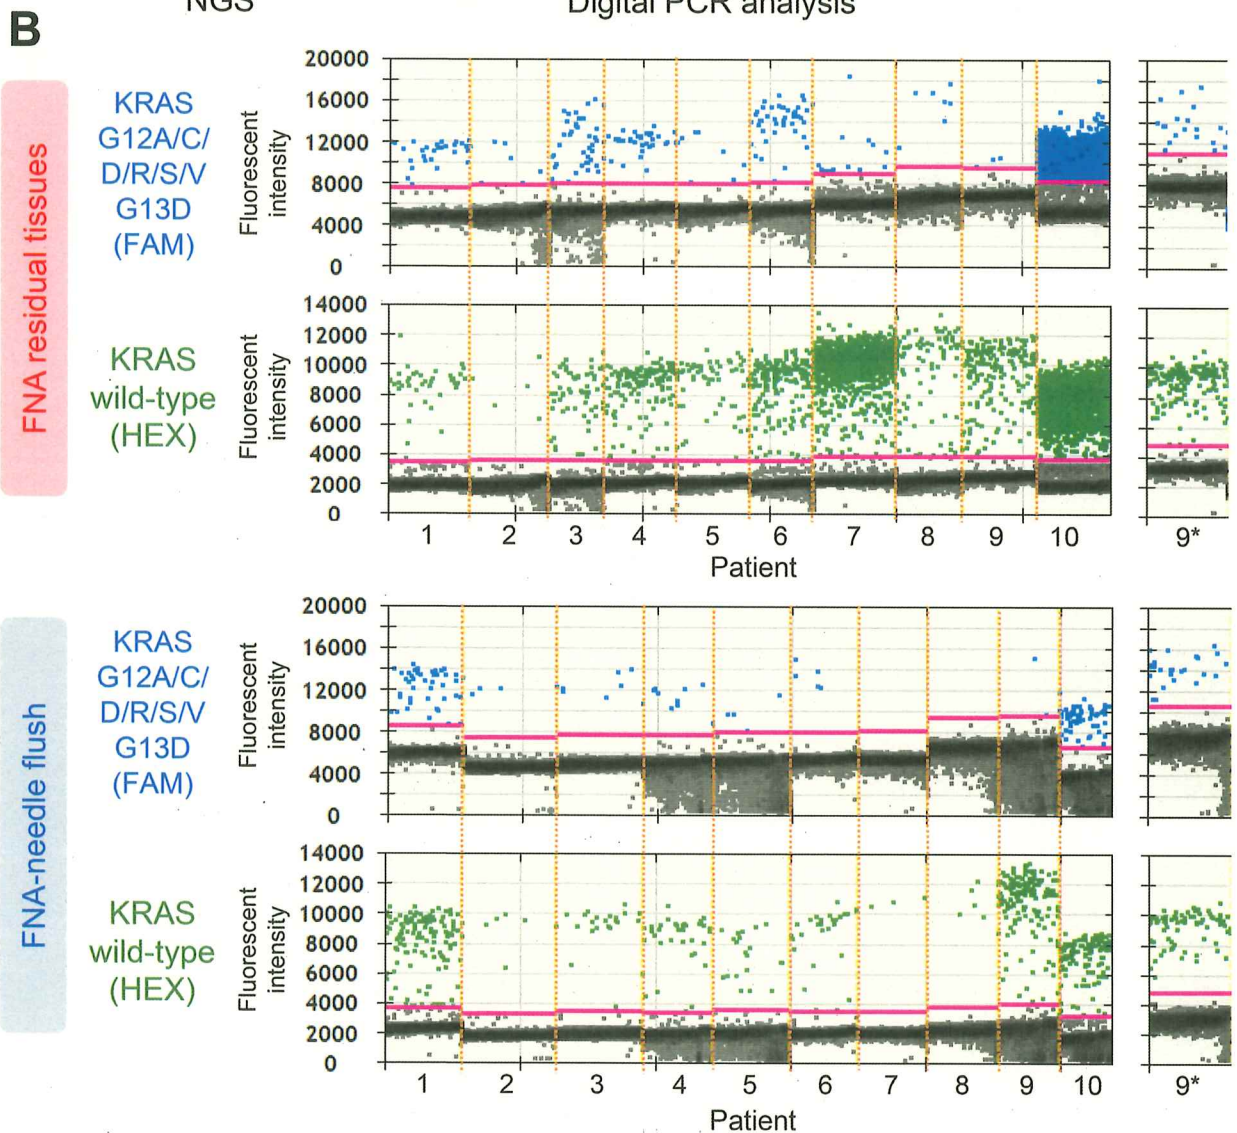 NGS
Digital PCR analysis
B
FNA residual tissues
KRAS
G12A/C/
D/R/S/V
G13D
(FAM)
Fluorescent
intensity
20000
16000
12000
8000
4000
0
KRAS
wild-type
(HEX)
Fluorescent
intensity
14000
12000
10000
8000
6000
4000
2000
0
1 2 3 4 5 6 7 8 9 10 9*
Patient
FNA-needle flush
KRAS
G12A/C/
D/R/S/V
G13D
(FAM)
Fluorescent
intensity
20000
16000
12000
8000
4000
0
KRAS
wild-type
(HEX)
Fluorescent
intensity
14000
12000
10000
8000
6000
4000
2000
0
1 2 3 4 5 6 7 8 9 10 9*
Patient